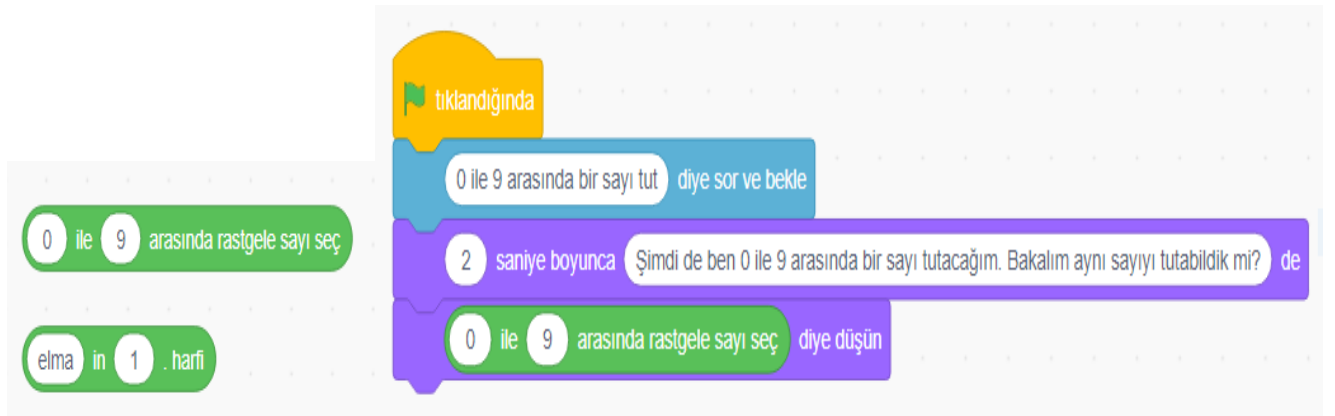 0 ile 9 arasında rastgele sayı seç
elma in 1 . harfi
tıklandığında
0 ile 9 arasında bir sayı tut diye sor ve bekle
2 saniye boyunca Şimdi de ben 0 ile 9 arasında bir sayı tutacağım. Bakalım aynı sayıyı tutabildik mi? de
0 ile 9 arasında rastgele sayı seç diye düşün